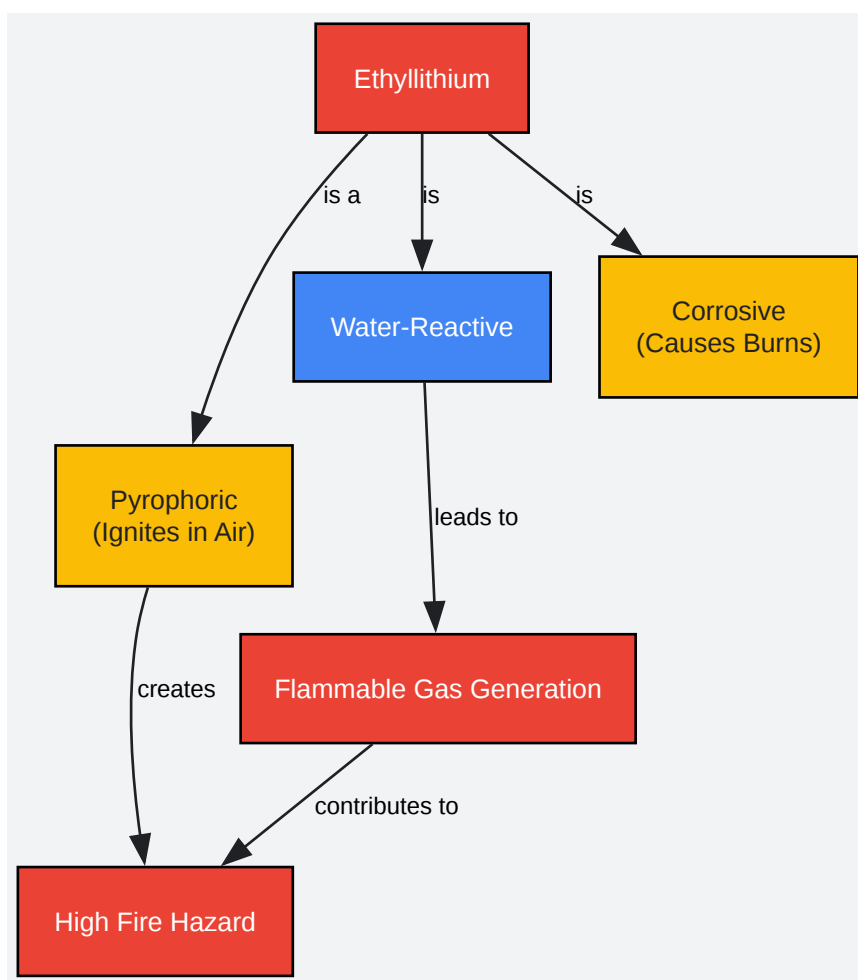 Ethyllithium
is a
is
is
Water-Reactive
Corrosive
(Causes Burns)
Pyrophoric
(Ignites in Air)
leads to
Flammable Gas Generation
creates
contributes to
High Fire Hazard